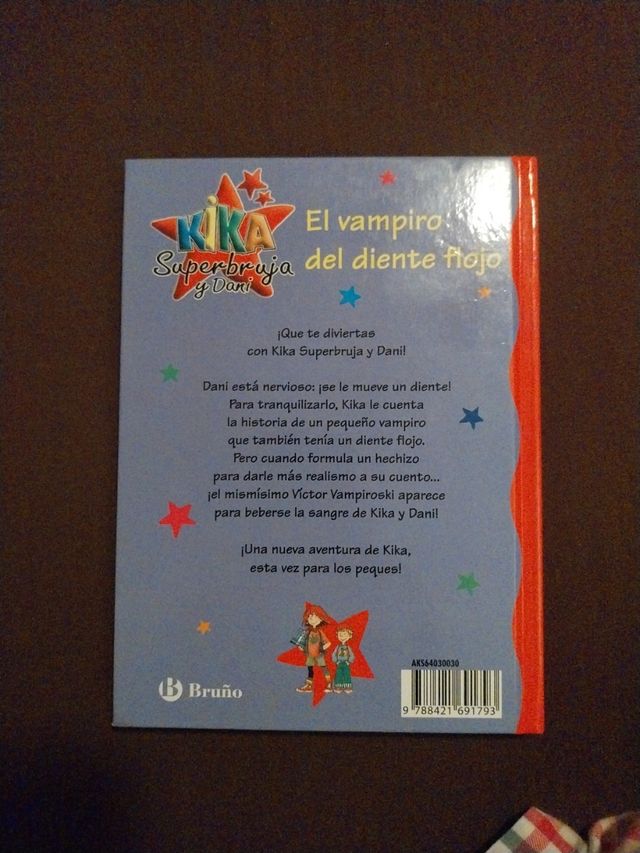 KiKA
Superbruja
y Dani
El vampiro
del diente flojo
¡Que te diviertas
con Kika Superbruja y Dani!
Dani está nervioso: ¡se le mueve un diente!
Para tranquilizarlo, Kika le cuenta
la historia de un pequeño vampiro
que también tenía un diente flojo.
Pero cuando formula un hechizo
para darle más realismo a su cuento...
¡el mismísimo Víctor Vampiroski aparece
para beberse la sangre de Kika y Dani!
¡Una nueva aventura de Kika,
esta vez para los peques!
Bruño
AKS64030030
9 788421 691793